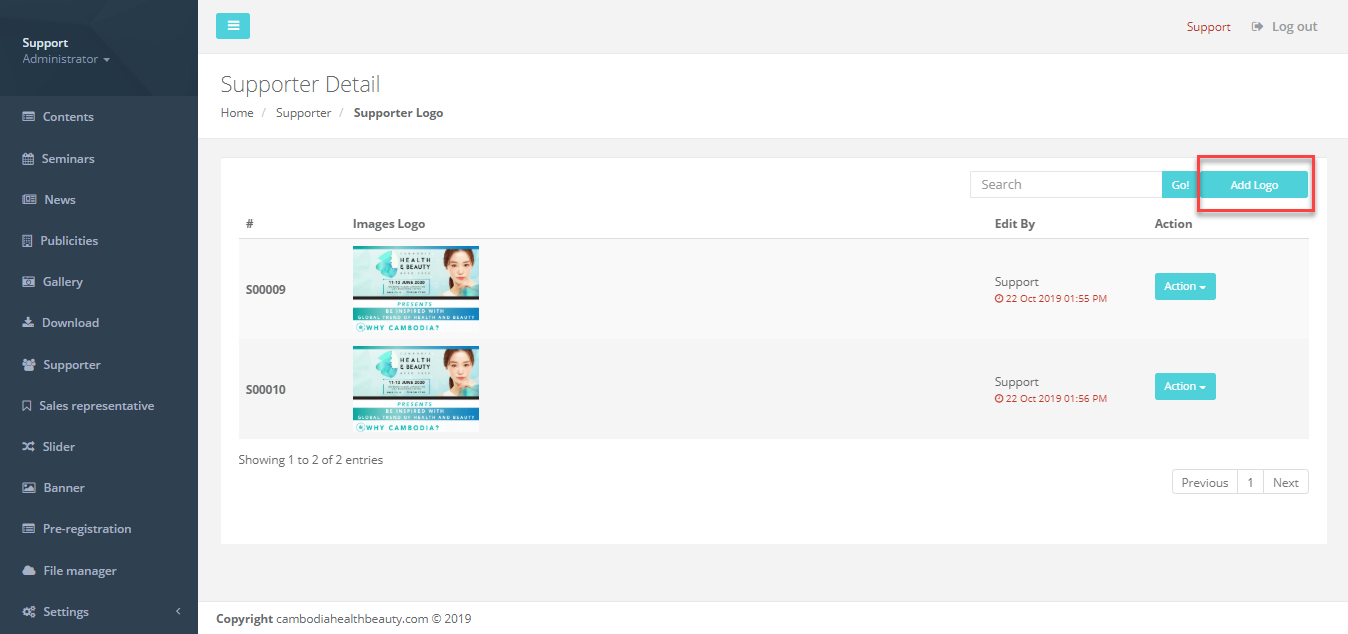 Support
Administrator
Support
Log out
Contents
Seminars
News
Publicities
Gallery
Download
Supporter
Sales representative
Slider
Banner
Pre-registration
File manager
Settings
Supporter Detail
Home / Supporter / Supporter Logo
Search Go! Add Logo
# Images Logo Edit By Action
S00009
HEALTH
& BEAUTY
11-13 JUNE 2020
PRESENTS
BE INSPIRED WITH
GLOBAL TREND OF HEALTH AND BEAUTY
WHY CAMBODIA?
Support
22 Oct 2019 01:55 PM
Action
S00010
HEALTH
& BEAUTY
11-13 JUNE 2020
PRESENTS
BE INSPIRED WITH
GLOBAL TREND OF HEALTH AND BEAUTY
WHY CAMBODIA?
Support
22 Oct 2019 01:56 PM
Action
Showing 1 to 2 of 2 entries
Previous 1 Next
Copyright cambodiahealthbeauty.com © 2019